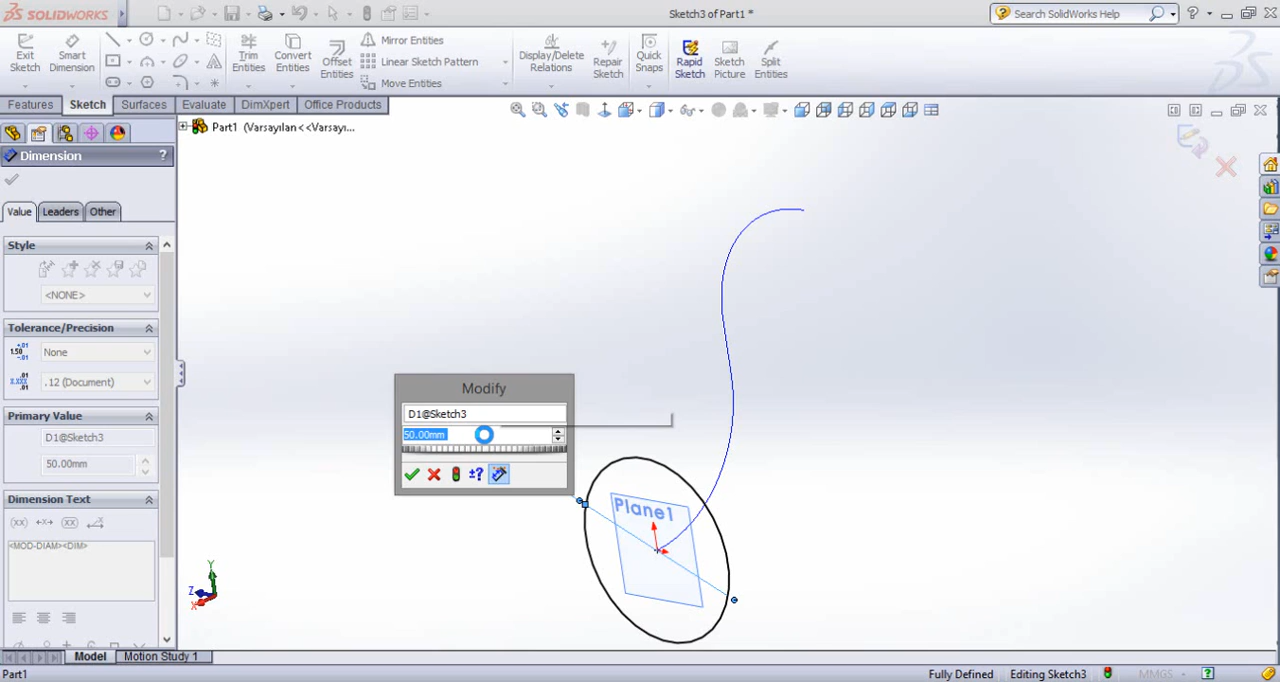 SOLIDWORKS
Sketch3 of Part1 *
Search SolidWorks Help
Exit Sketch
Smart Dimension
Trim Entities
Convert Entities
Offset Entities
Mirror Entities
Linear Sketch Pattern
Move Entities
Display/Delete Relations
Repair Sketch
Quick Snaps
Rapid Sketch
Sketch Picture
Split Entities
Features
Sketch
Surfaces
Evaluate
DimXpert
Office Products
Part1 (Varsayılan<<Varsayı...
Dimension
?
Value
Leaders
Other
Style
<NONE>
Tolerance/Precision
None
.12 (Document)
Primary Value
D1@Sketch3
50.00mm
Dimension Text
<MOD-DIAM><DIM>
Modify
D1@Sketch3
50.00mm
Plane1
Y
Z
X
Model
Motion Study 1
Part1
Fully Defined
Editing Sketch3
MMGS